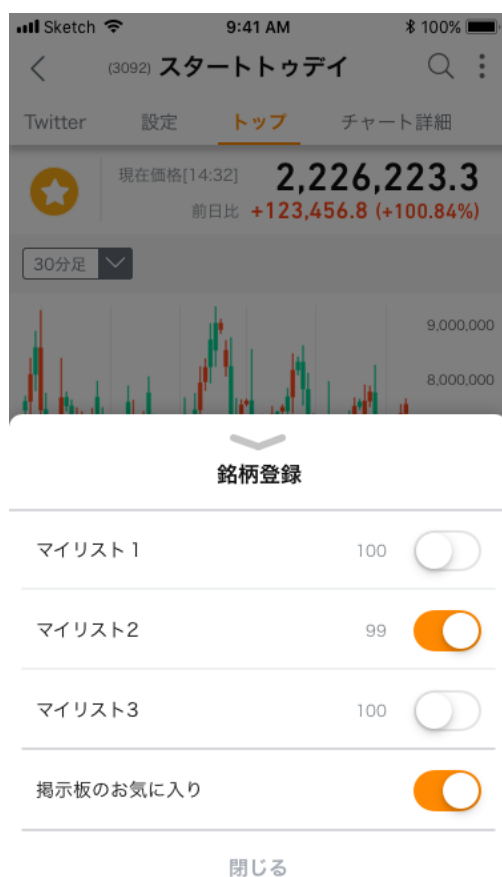 Sketch 9:41 AM 100%
(3092) スタートトゥデイ
Twitter 設定 トップ チャート詳細
現在価格[14:32] 2,226,223.3
前日比 +123,456.8 (+100.84%)
30分足
9,000,000
8,000,000
銘柄登録
マイリスト 1 100
マイリスト2 99
マイリスト3 100
掲示板のお気に入り
閉じる